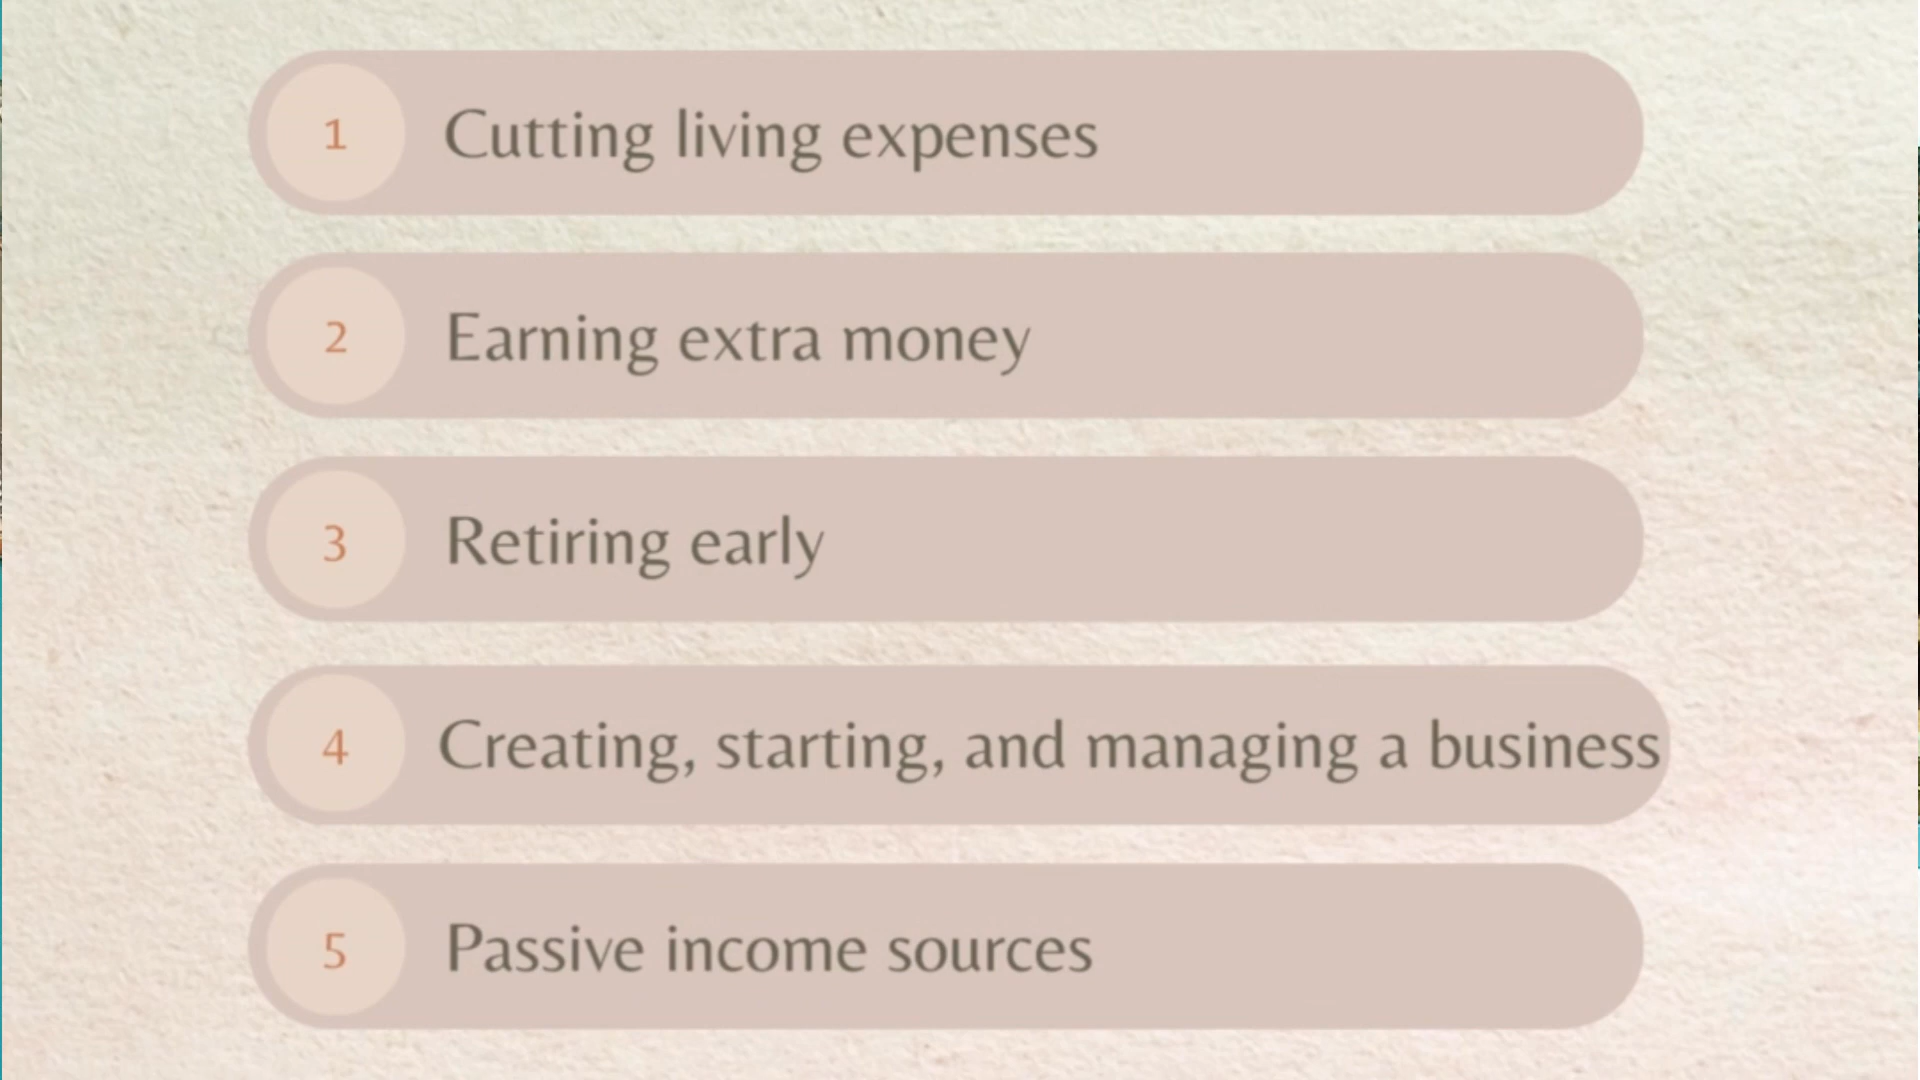 1 Cutting living expenses
2 Earning extra money
3 Retiring early
4 Creating, starting, and managing a business
5 Passive income sources